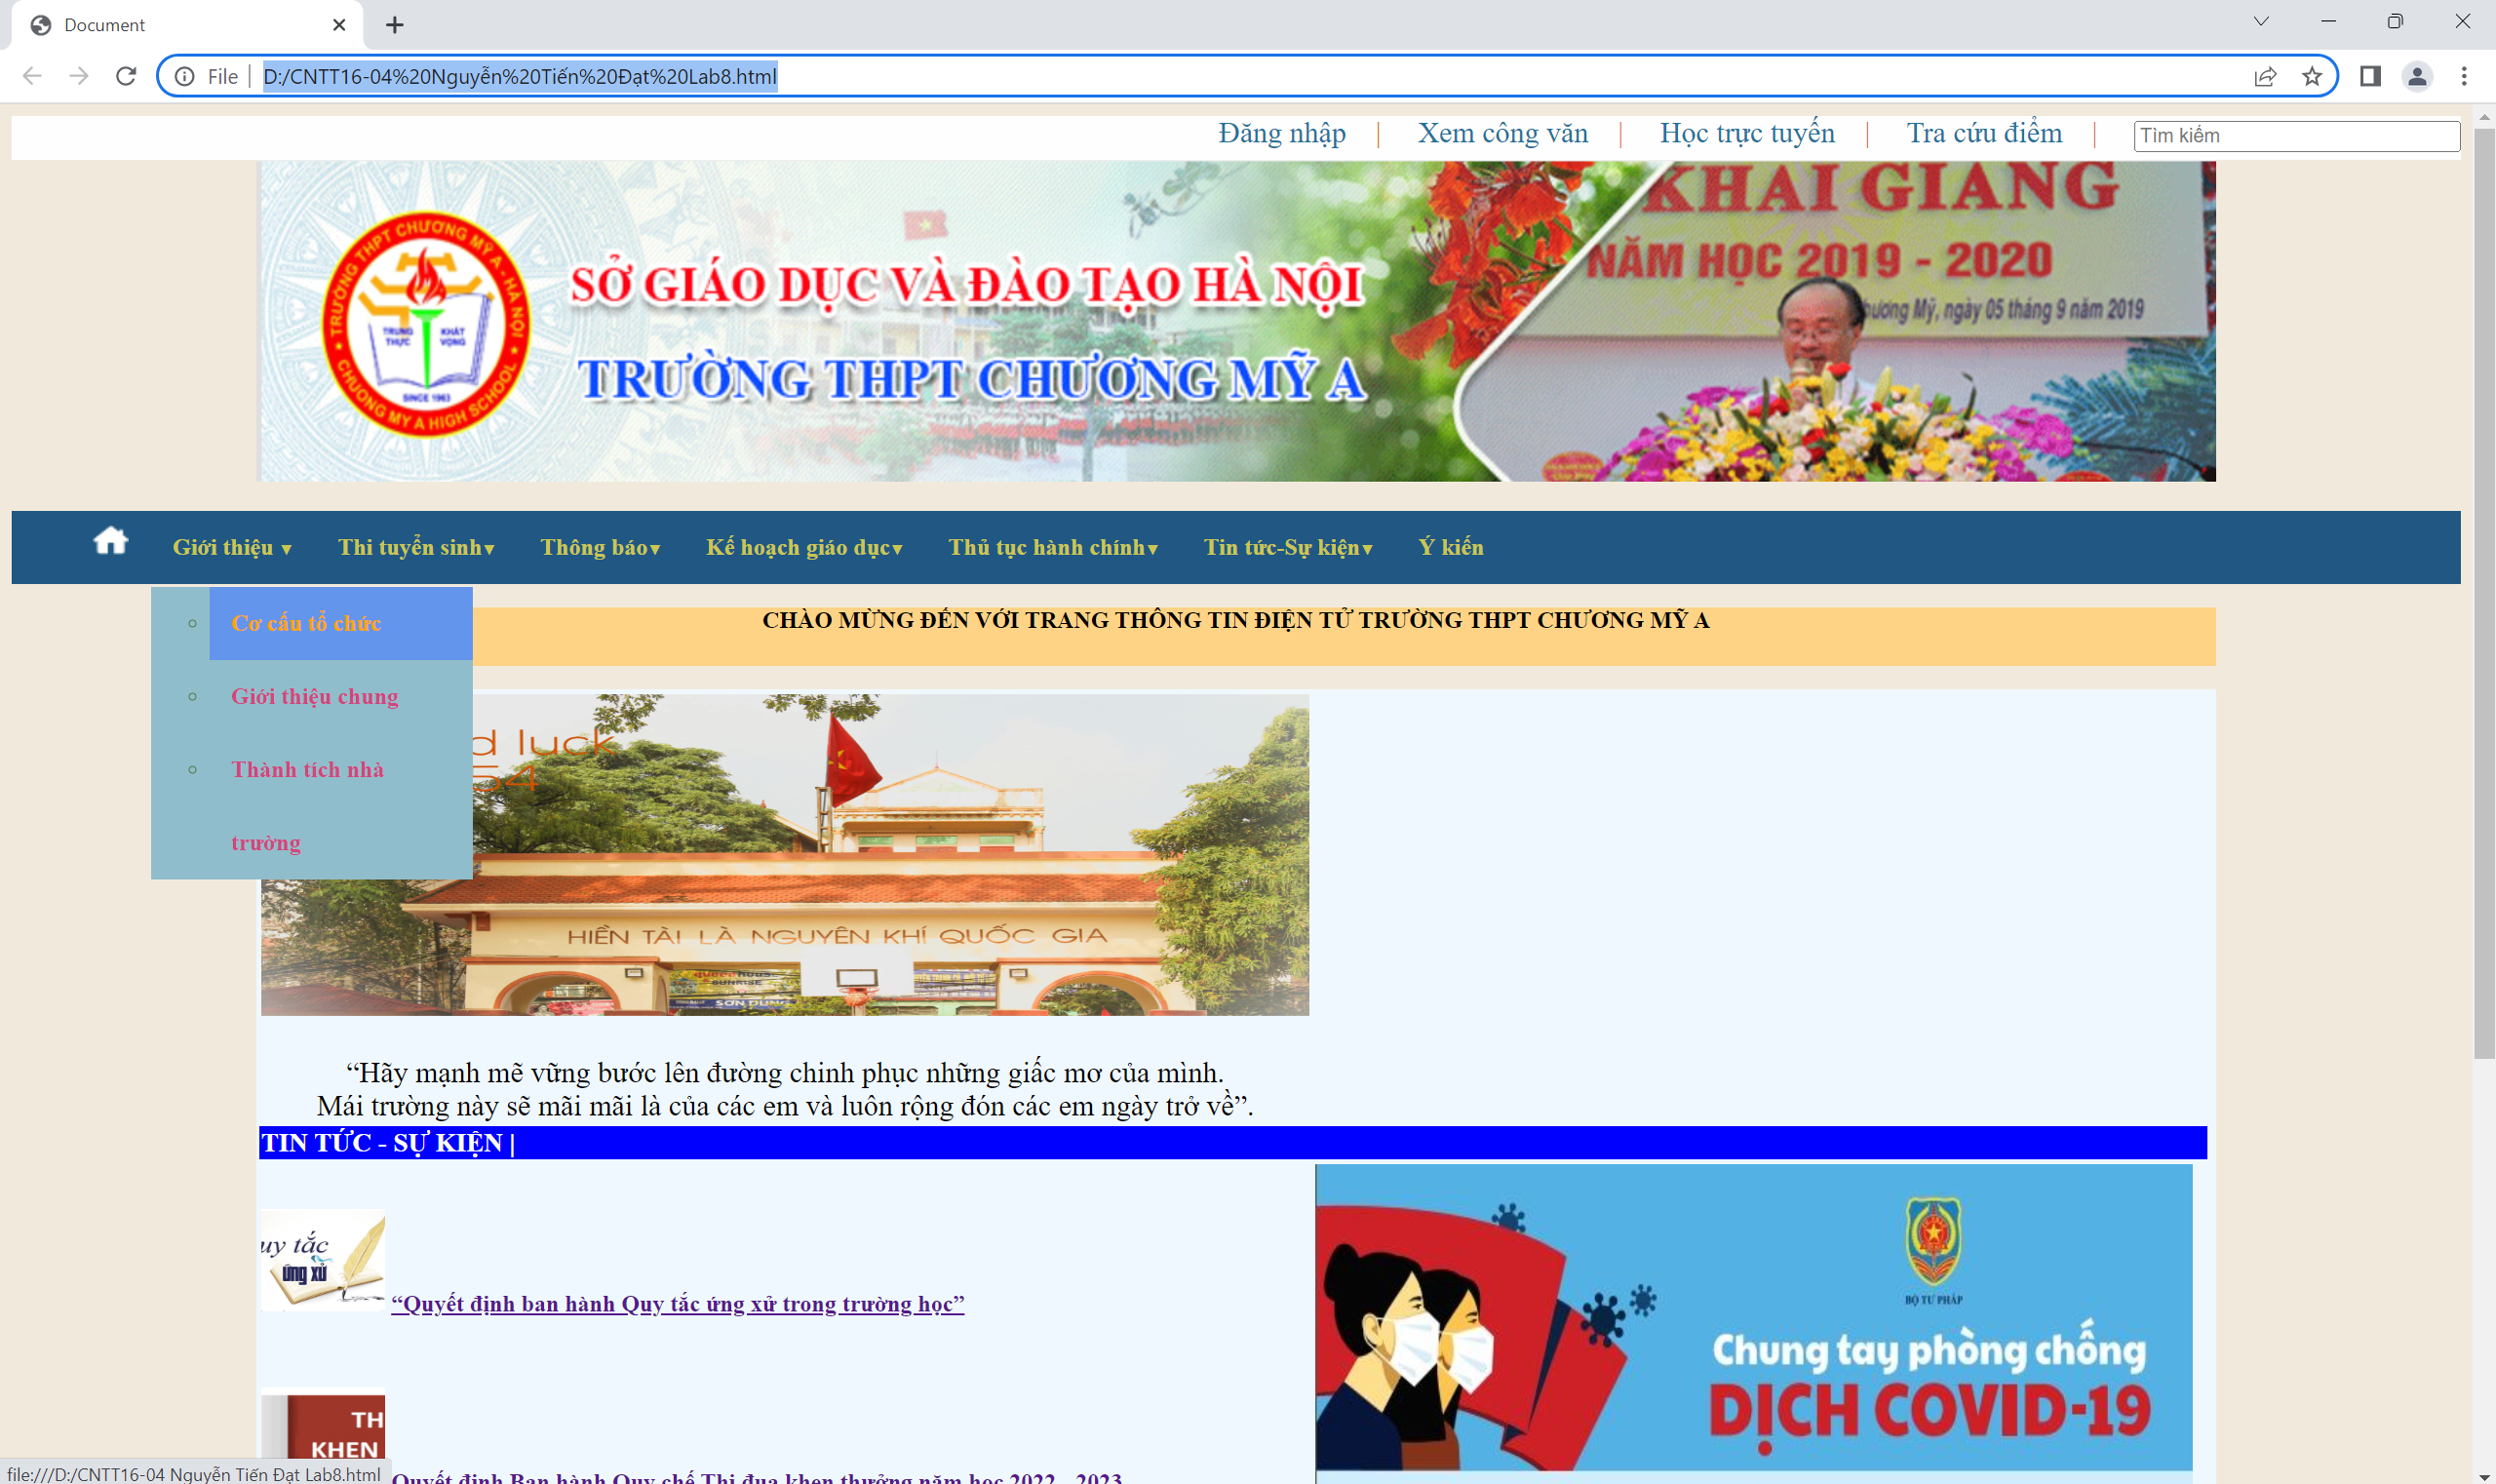 Document
File D:/CNTT16-04%20Nguyễn%20Tiến%20Đạt%20Lab8.html
Đăng nhập | Xem công văn | Học trực tuyến | Tra cứu điểm | Tìm kiếm
TRƯỜNG THPT CHƯƠNG MỸ A - HÀ NỘI
TRUNG THỰC
KHÁT VỌNG
SINCE 1963
CHUONG MY A HIGH SCHOOL
SỞ GIÁO DỤC VÀ ĐÀO TẠO HÀ NỘI
TRƯỜNG THPT CHƯƠNG MỸ A
KHAI GIẢNG
NĂM HỌC 2019 - 2020
hương Mỹ, ngày 05 tháng 9 năm 2019
Giới thiệu ▾ Thi tuyển sinh▾ Thông báo▾ Kế hoạch giáo dục▾ Thủ tục hành chính▾ Tin tức-Sự kiện▾ Ý kiến
Cơ cấu tổ chức
Giới thiệu chung
Thành tích nhà
trường
CHÀO MỪNG ĐẾN VỚI TRANG THÔNG TIN ĐIỆN TỬ TRƯỜNG THPT CHƯƠNG MỸ A
d luck
54
HIỀN TÀI LÀ NGUYÊN KHÍ QUỐC GIA
SUNRISE
SƠN DUNG
“Hãy mạnh mẽ vững bước lên đường chinh phục những giấc mơ của mình.
Mái trường này sẽ mãi mãi là của các em và luôn rộng đón các em ngày trở về”.
TIN TỨC - SỰ KIỆN |
uy tắc
ứng xử
“Quyết định ban hành Quy tắc ứng xử trong trường học”
TH
KHEN
Quyết định Ban hành Quy chế Thi đua khen thưởng năm học 2022 - 2023
BỘ TƯ PHÁP
Chung tay phòng chống
DỊCH COVID-19
file:///D:/CNTT16-04 Nguyễn Tiến Đạt Lab8.html